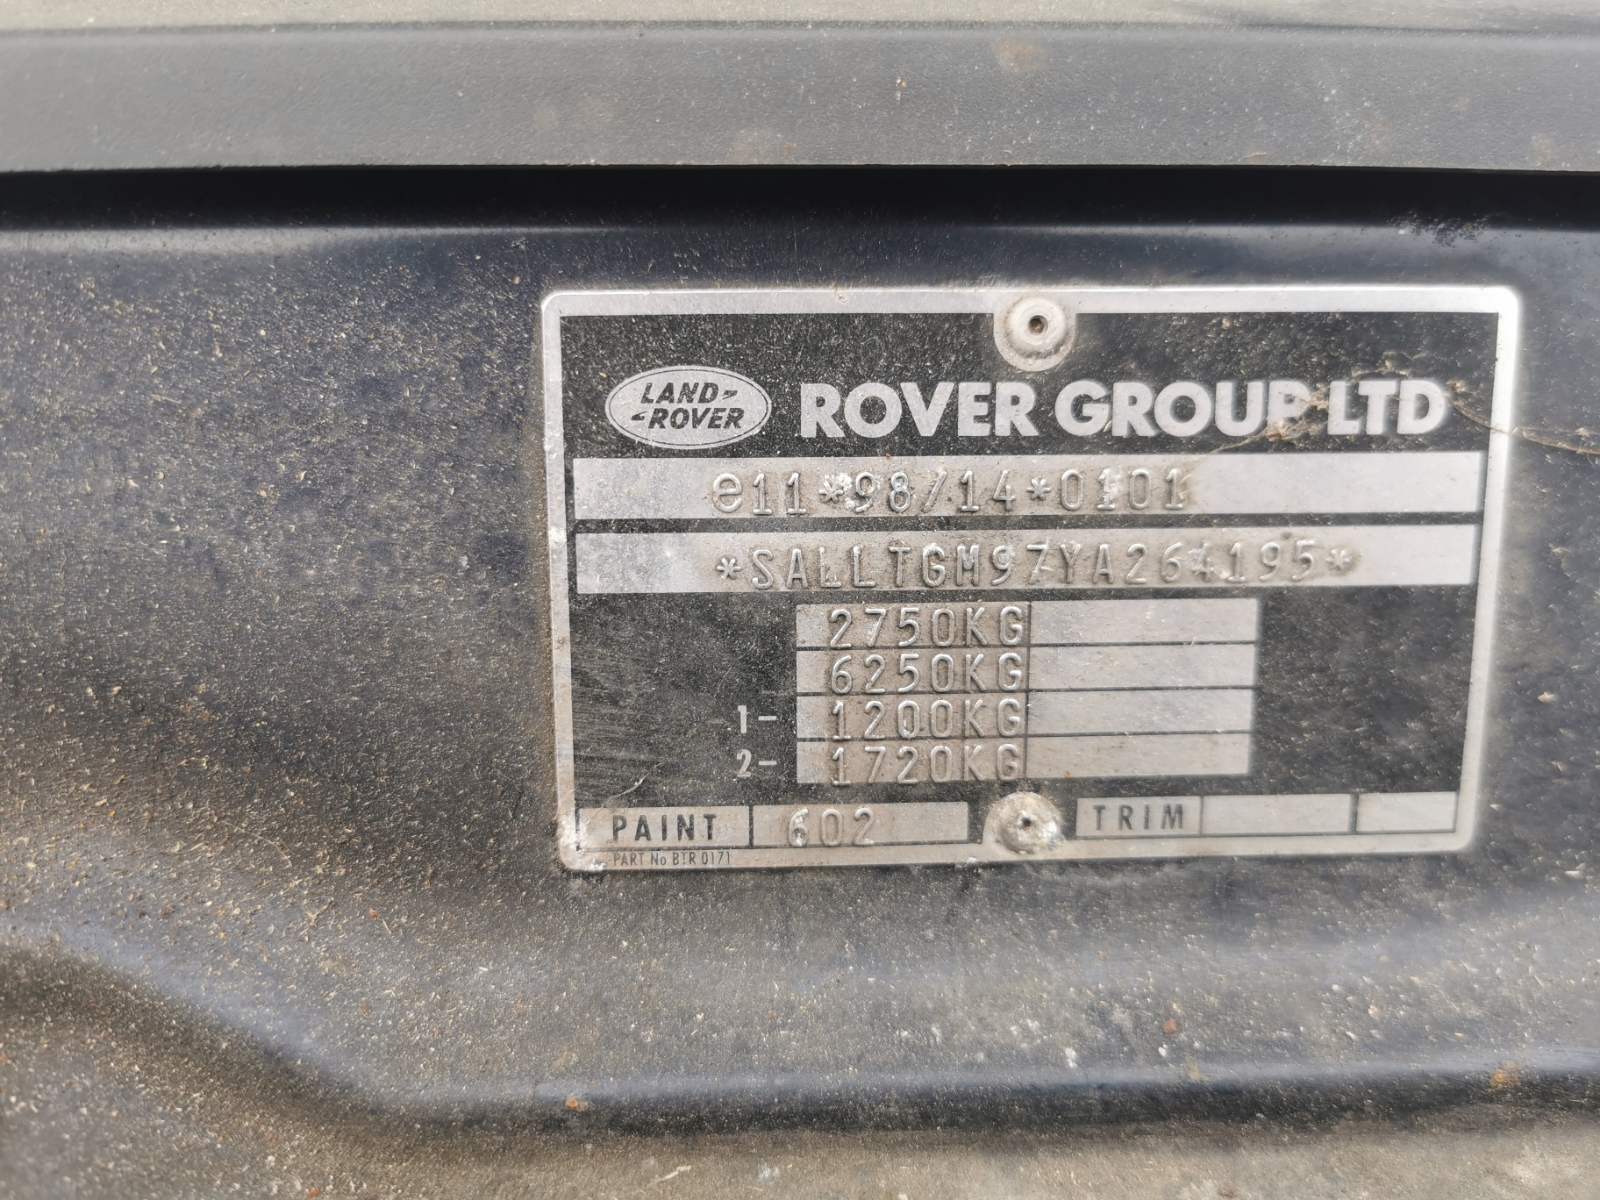 LAND-
-ROVER
ROVER GROUP LTD
e11*98/14*0101
*SALLTGM97YA264195*
2750KG
6250KG
1- 1200KG
2- 1720KG
PAINT 602 TRIM
PART No BTR 0171